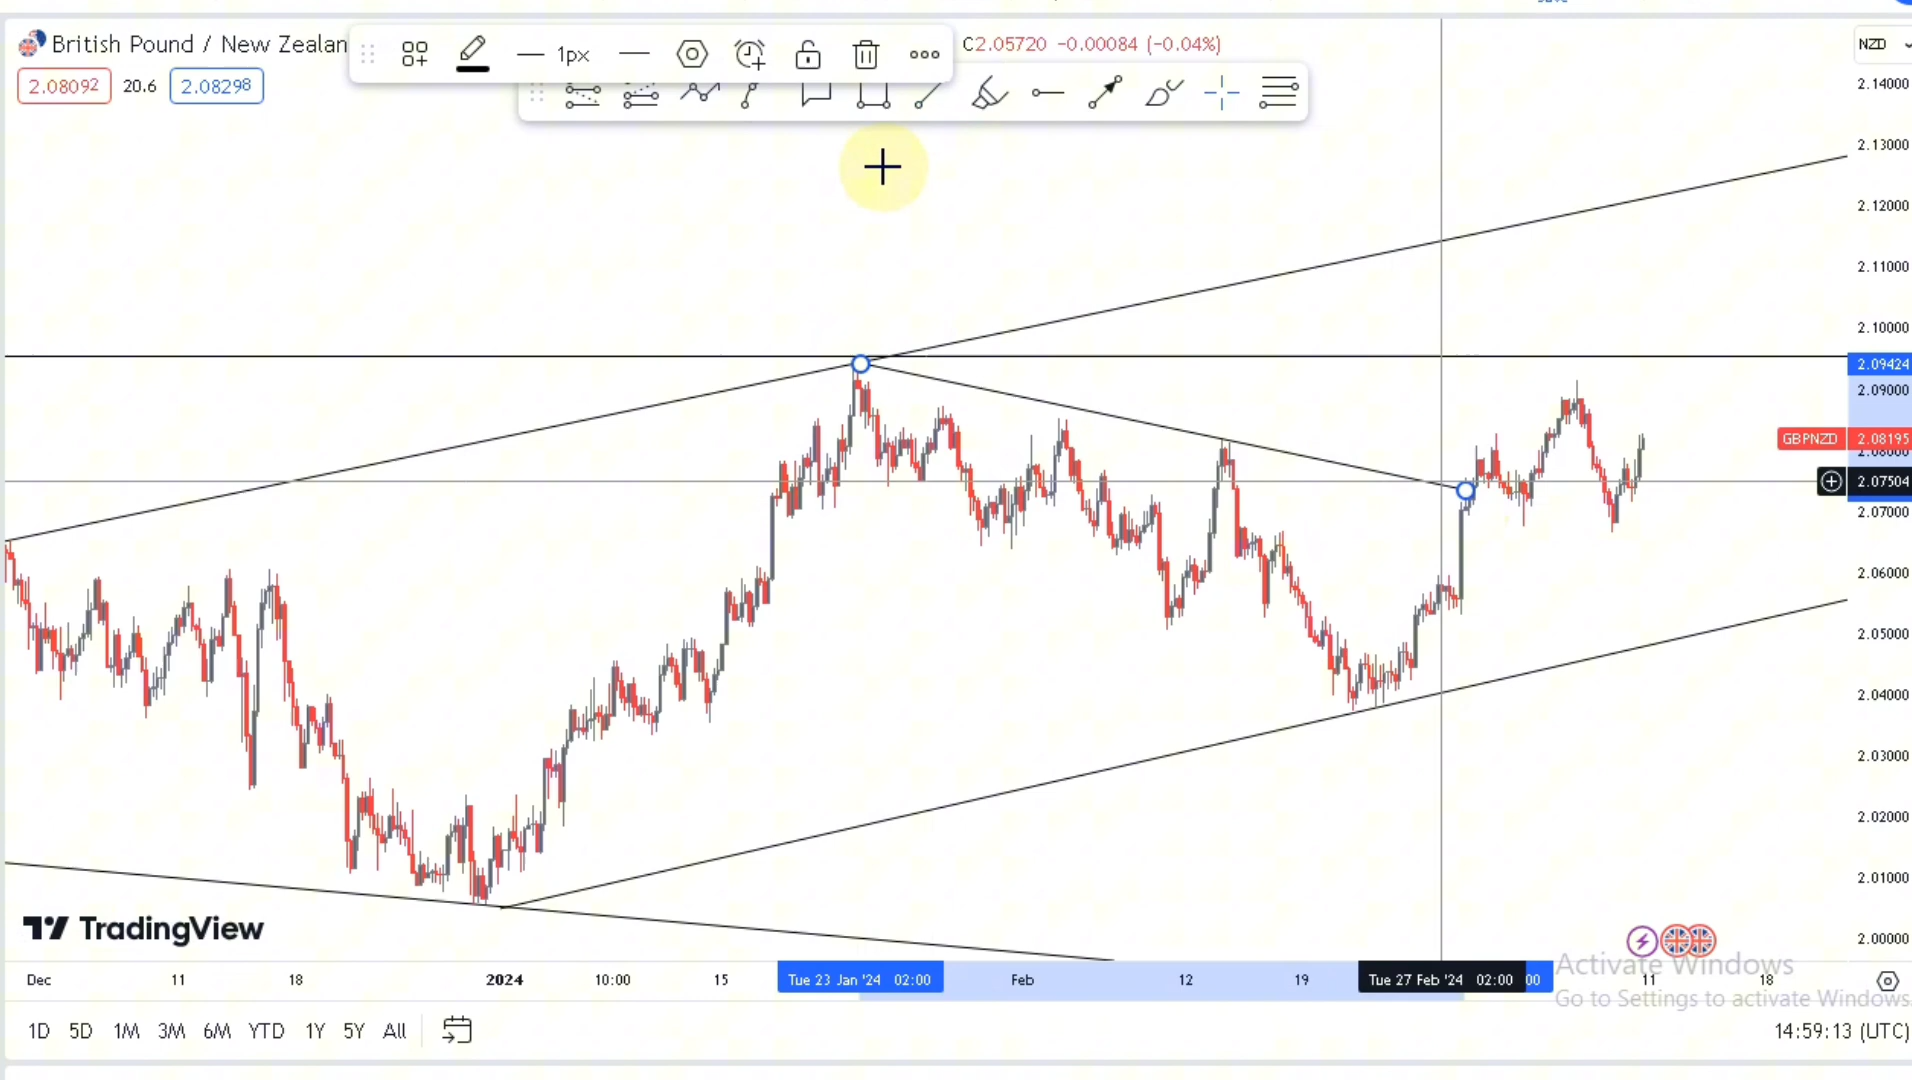 British Pound / New Zealan
1px
C2.05720 -0.00084 (-0.04%)
NZD
2.08092
20.6
2.08298
2.14000
2.13000
2.12000
2.11000
2.10000
2.09424
2.09000
GBPNZD
2.08195
2.08000
2.07504
2.07000
2.06000
2.05000
2.04000
2.03000
2.02000
2.01000
2.00000
TradingView
Activate Windows
Go to Settings to activate Windows.
Dec
11
18
2024
10:00
15
Tue 23 Jan '24 02:00
Feb
12
19
Tue 27 Feb '24 02:00
00
11
18
1D 5D 1M 3M 6M YTD 1Y 5Y All
14:59:13 (UTC)